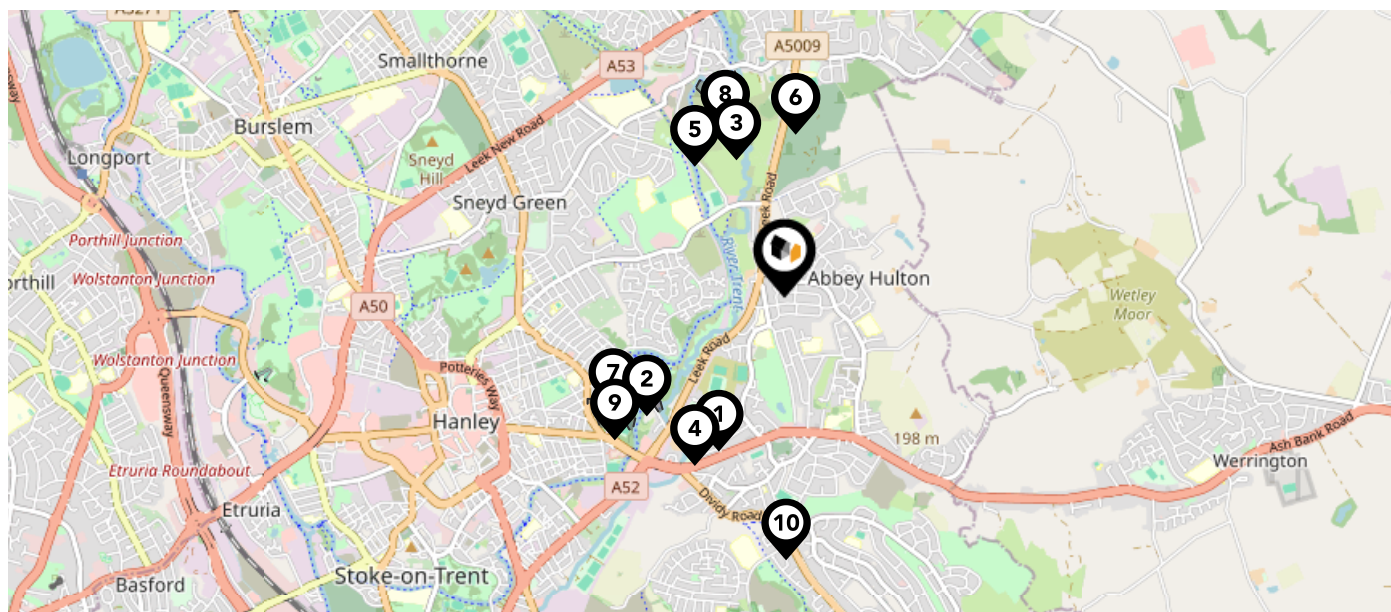 A53
A5009
Smallthorne
8
6
Burslem
5
3
Leek New Road
Longport
Sneyd
Hill
Sneyd Green
Leek Road
Porthill Junction
River Trent
Wolstanton Junction
Abbey Hulton
orthill
Wetley
Moor
A50
Wolstanton Junction
Leek Road
Potteries Way
7
2
Queensway
9
1
Hanley
4
198 m
Ash Bank Road
Etruria Roundabout
Werrington
A52
Etruria
Dividy Road
10
Stoke-on-Trent
Basford